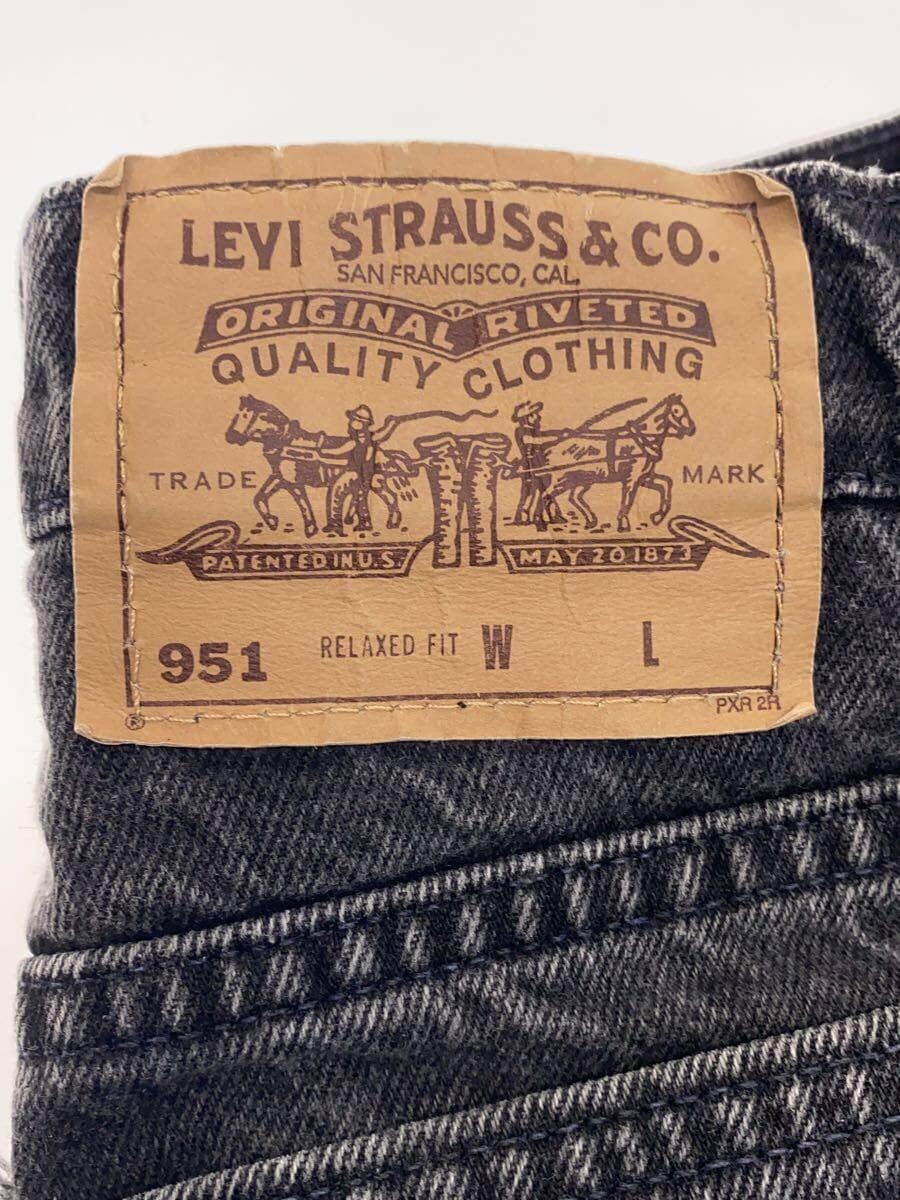 LEVI STRAUSS & CO.
SAN FRANCISCO, CAL.
ORIGINAL RIVETED
QUALITY CLOTHING
TRADE MARK
PATENTED IN U.S. MAY 20 1873
951 RELAXED FIT W L
® PXR 2H